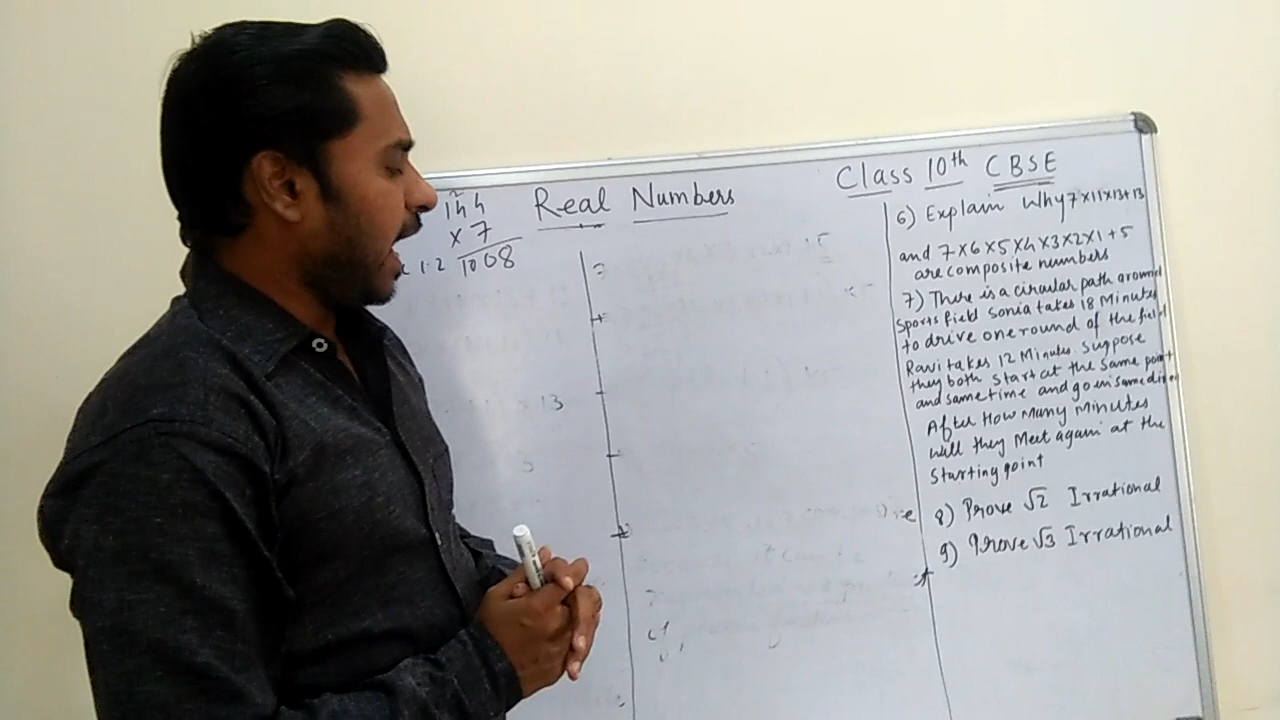 Real Numbers
Class 10th CBSE
144
× 7
1008
1.2
× 13
6) Explain Why 7×11×13+13
and 7×6×5×4×3×2×1+5
are composite numbers
7) There is a circular path around
sports field Sonia takes 18 Minutes
to drive one round of the field
Ravi takes 12 Minutes. Suppose
they both start at the same point
and same time and go in same direc
After How Many Minutes
will they Meet again at the
Starting point
8) Prove √2 Irrational
9) Prove √3 Irrational